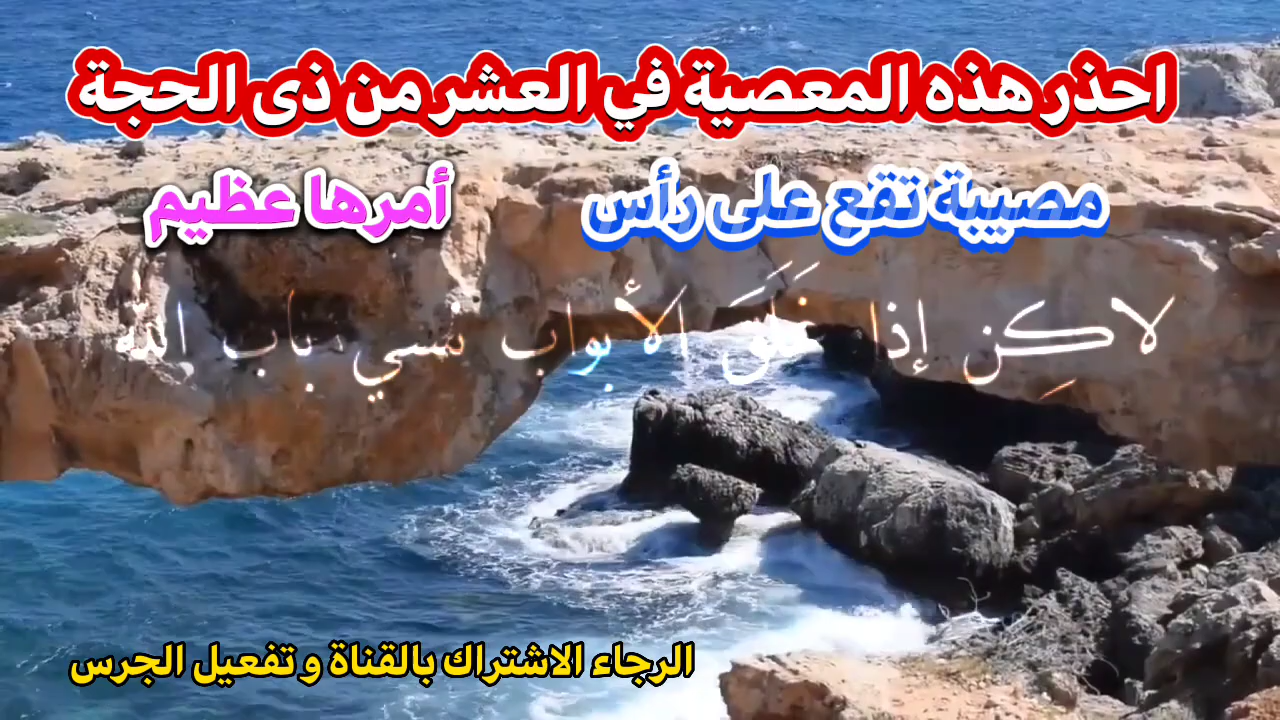 احذر هذه المعصية في العشر من ذى الحجة
مصيبة تقع على رأس أمرها عظيم
لاكِن إذا غَلَقَ الأبواب نسي باب الله
الرجاء الاشتراك بالقناة و تفعيل الجرس